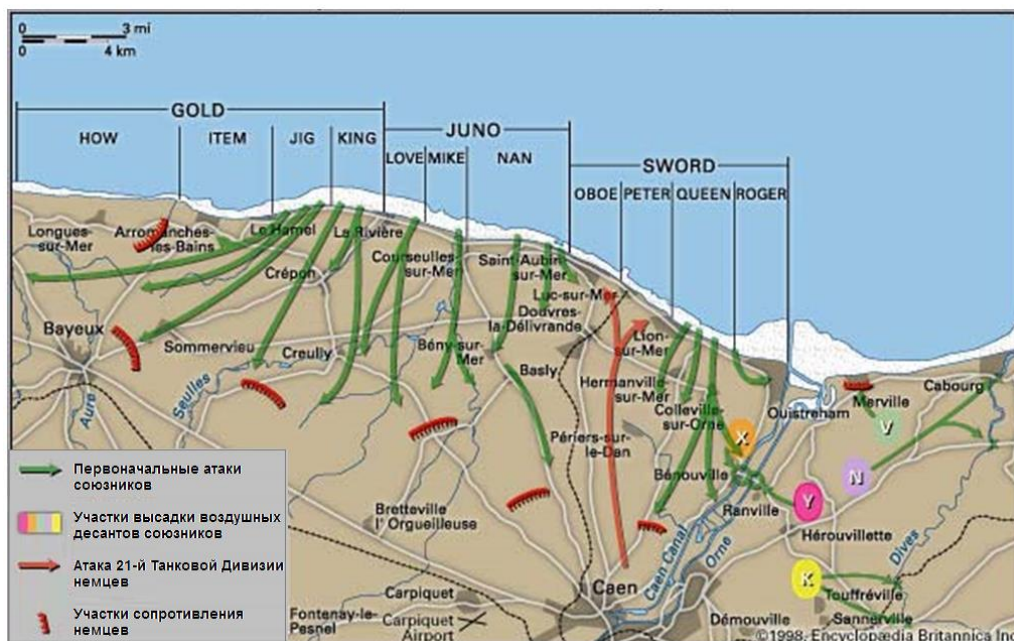 0 3 mi
0 4 km
GOLD
HOW ITEM JIG KING
JUNO
LOVE MIKE NAN
SWORD
OBOE PETER QUEEN ROGER
Longues-
sur-Mer
Arromanches-
les-Bains
Le Hamel
La Rivière
Crépon
Courseulles-
sur-Mer
Saint-Aubin-
sur-Mer
Luc-sur-Mer
Douvres-
la-Délivrande
Lion-
sur-Mer
Bayeux
Sommervieu
Creully
Bény-sur-
Mer
Basly
Hermanville-
sur-Mer
Colleville-
sur-Orne
Ouistreham
Merville
Cabourg
Aure
Seulles
Périers-sur-
le-Dan
Bénouville
X
V
N
Y
K
Ranville
Hérouvillette
Bretteville
l'Orgueilleuse
Caen Canal
Orne
Dives
Caen
Carpiquet
Carpiquet
Airport
Fontenay-le-
Pesnel
Démouville
Touffréville
Sannerville
Первоначальные атаки
союзников
Участки высадки воздушных
десантов союзников
Атака 21-й Танковой Дивизии
немцев
Участки сопротивления
немцев
©1998, Encyclopædia Britannica Inc